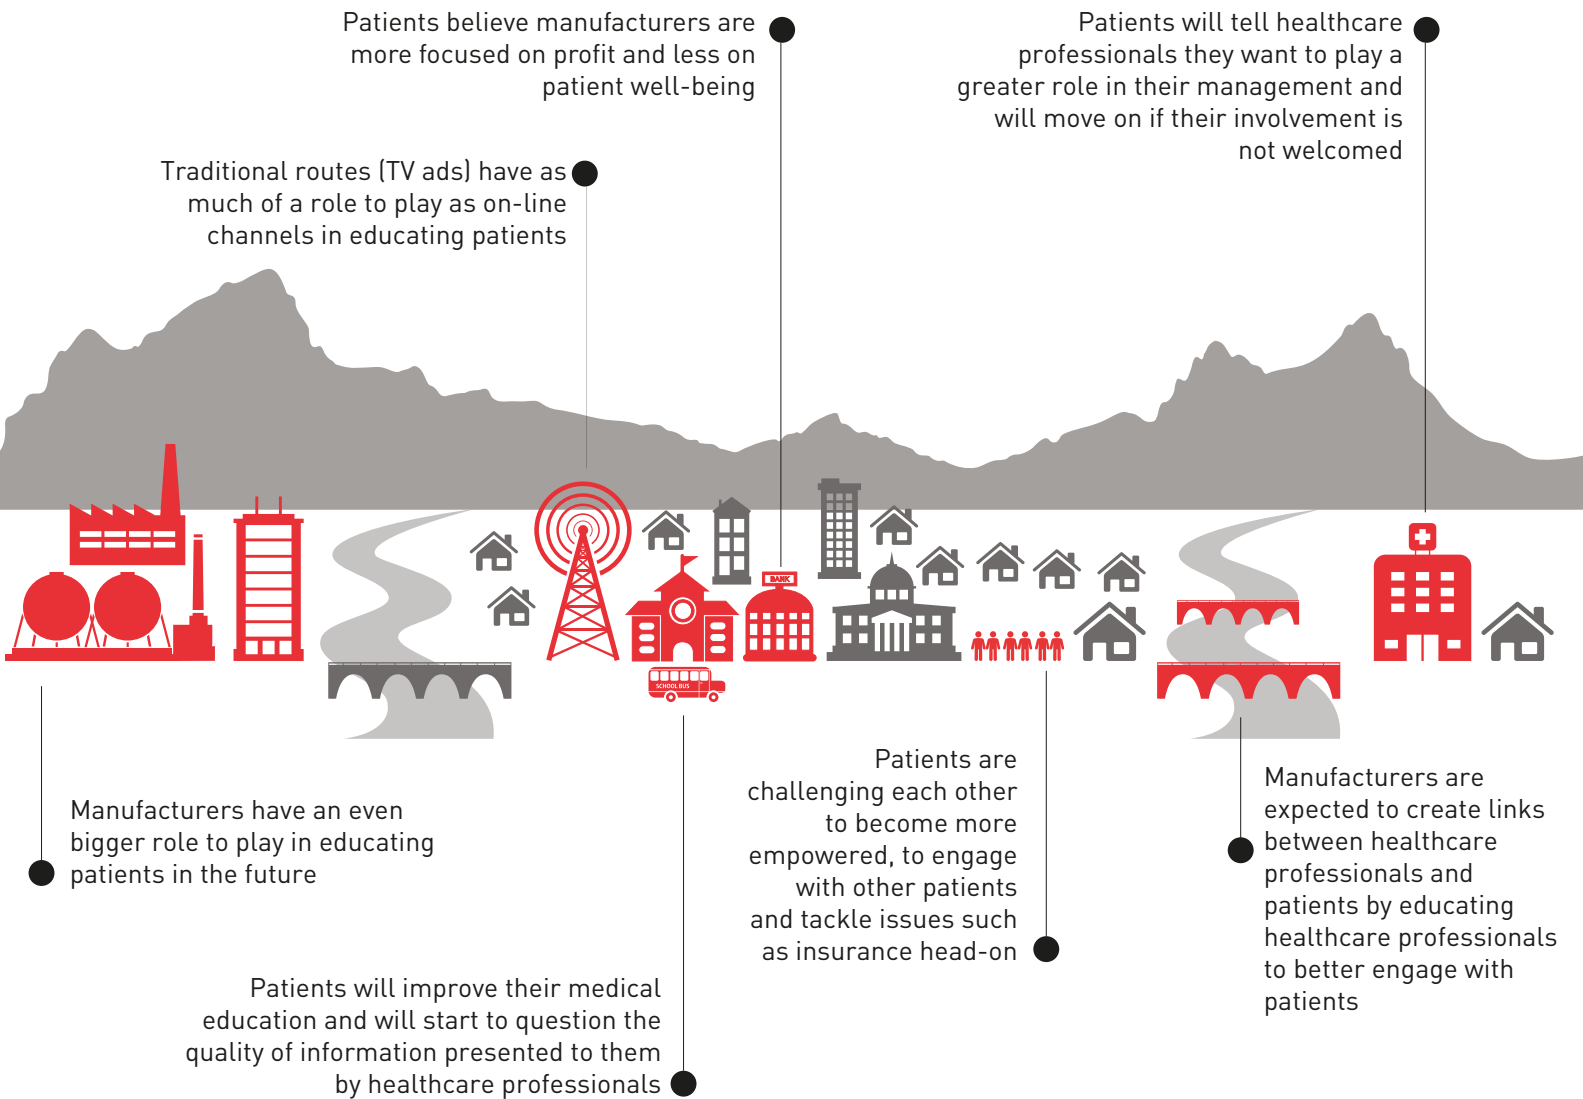 Patients believe manufacturers are
more focused on profit and less on
patient well-being
Patients will tell healthcare
professionals they want to play a
greater role in their management and
will move on if their involvement is
not welcomed
Traditional routes (TV ads) have as
much of a role to play as on-line
channels in educating patients
BANK
SCHOOL BUS
Manufacturers have an even
bigger role to play in educating
patients in the future
Patients will improve their medical
education and will start to question the
quality of information presented to them
by healthcare professionals
Patients are
challenging each other
to become more
empowered, to engage
with other patients
and tackle issues such
as insurance head-on
Manufacturers are
expected to create links
between healthcare
professionals and
patients by educating
healthcare professionals
to better engage with
patients